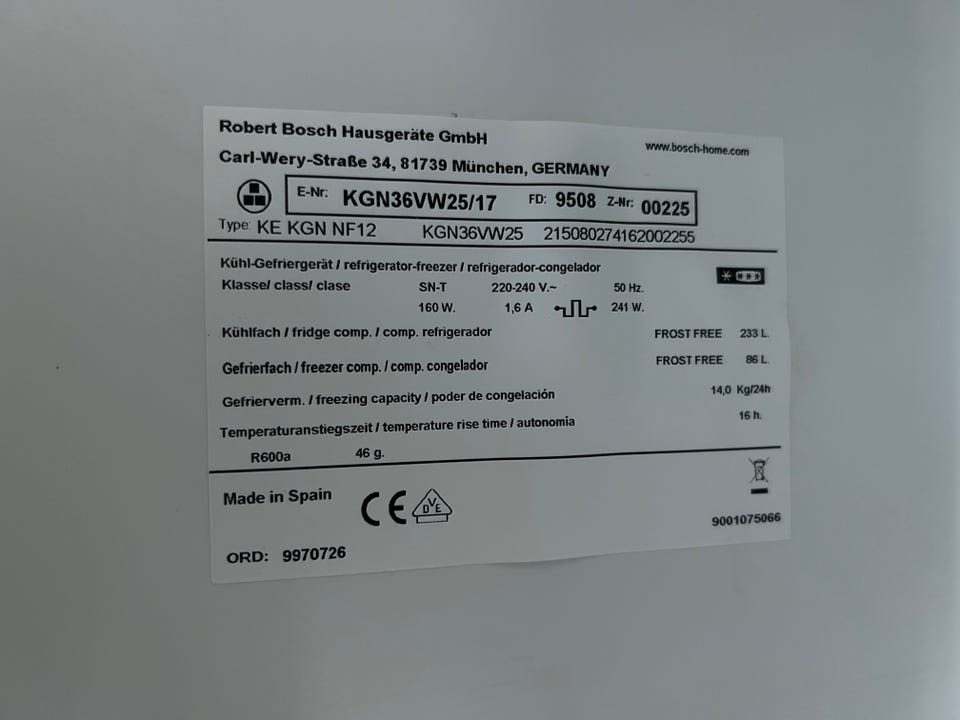 Robert Bosch Hausgeräte GmbH www.bosch-home.com
Carl-Wery-Straße 34, 81739 München, GERMANY
E-Nr: KGN36VW25/17 FD: 9508 Z-Nr: 00225
Type: KE KGN NF12 KGN36VW25 215080274162002255
Kühl-Gefriergerät / refrigerator-freezer / refrigerador-congelador
Klasse/ class/ clase SN-T 220-240 V.~ 50 Hz.
160 W. 1,6 A 241 W.
Kühlfach / fridge comp. / comp. refrigerador FROST FREE 233 L.
Gefrierfach / freezer comp. / comp. congelador FROST FREE 86 L.
Gefrierverm. / freezing capacity / poder de congelación 14,0 Kg/24h
Temperaturanstiegszeit / temperature rise time / autonomía 16 h.
R600a 46 g.
Made in Spain CE DVE
9001075066
ORD: 9970726